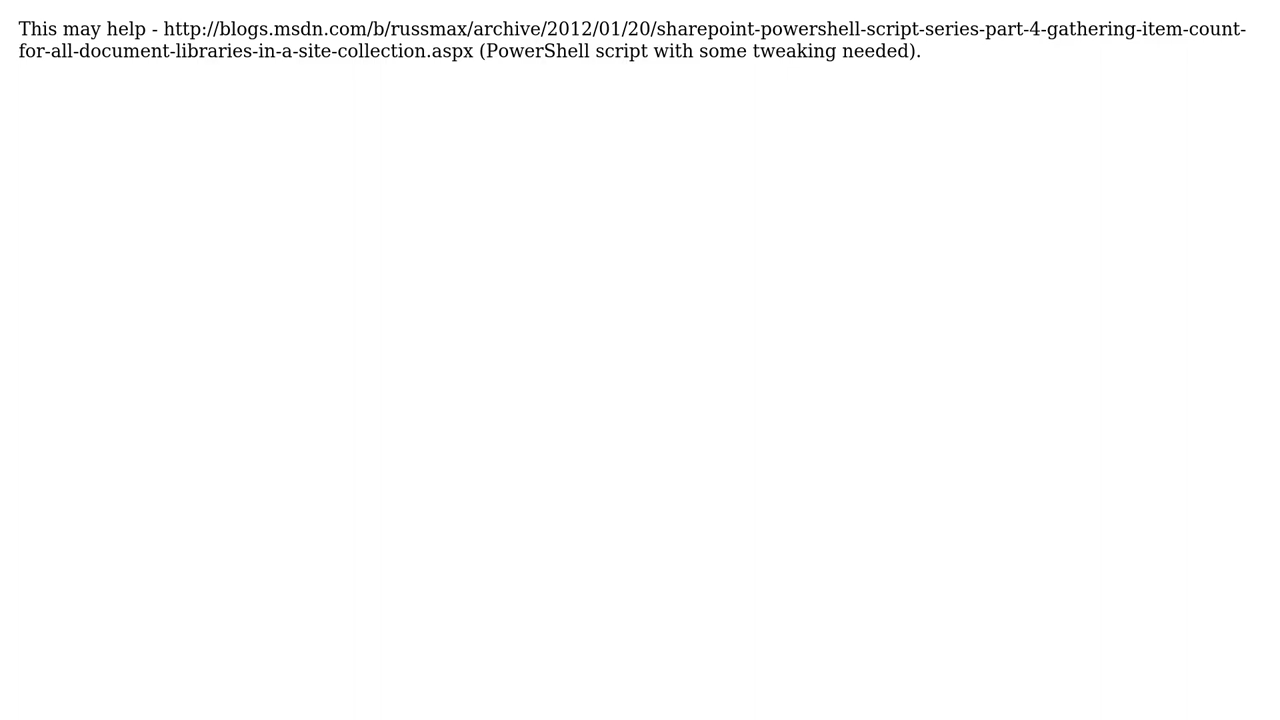 This may help - http://blogs.msdn.com/b/russmax/archive/2012/01/20/sharepoint-powershell-script-series-part-4-gathering-item-count-
for-all-document-libraries-in-a-site-collection.aspx (PowerShell script with some tweaking needed).